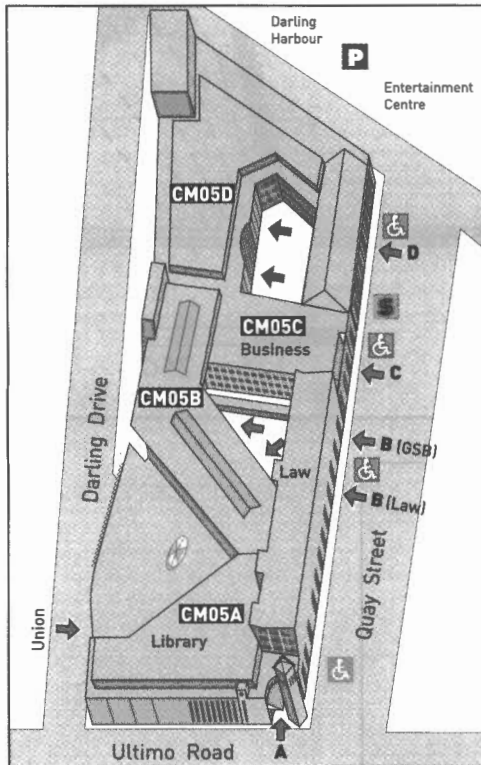 Darling
Harbour
P
Entertainment
Centre
CM05D
D
S
CM05C
Business
C
CM05B
Darling Drive
B (GSB)
Law
B (Law)
Quay Street
CM05A
Library
Union
Ultimo Road
A